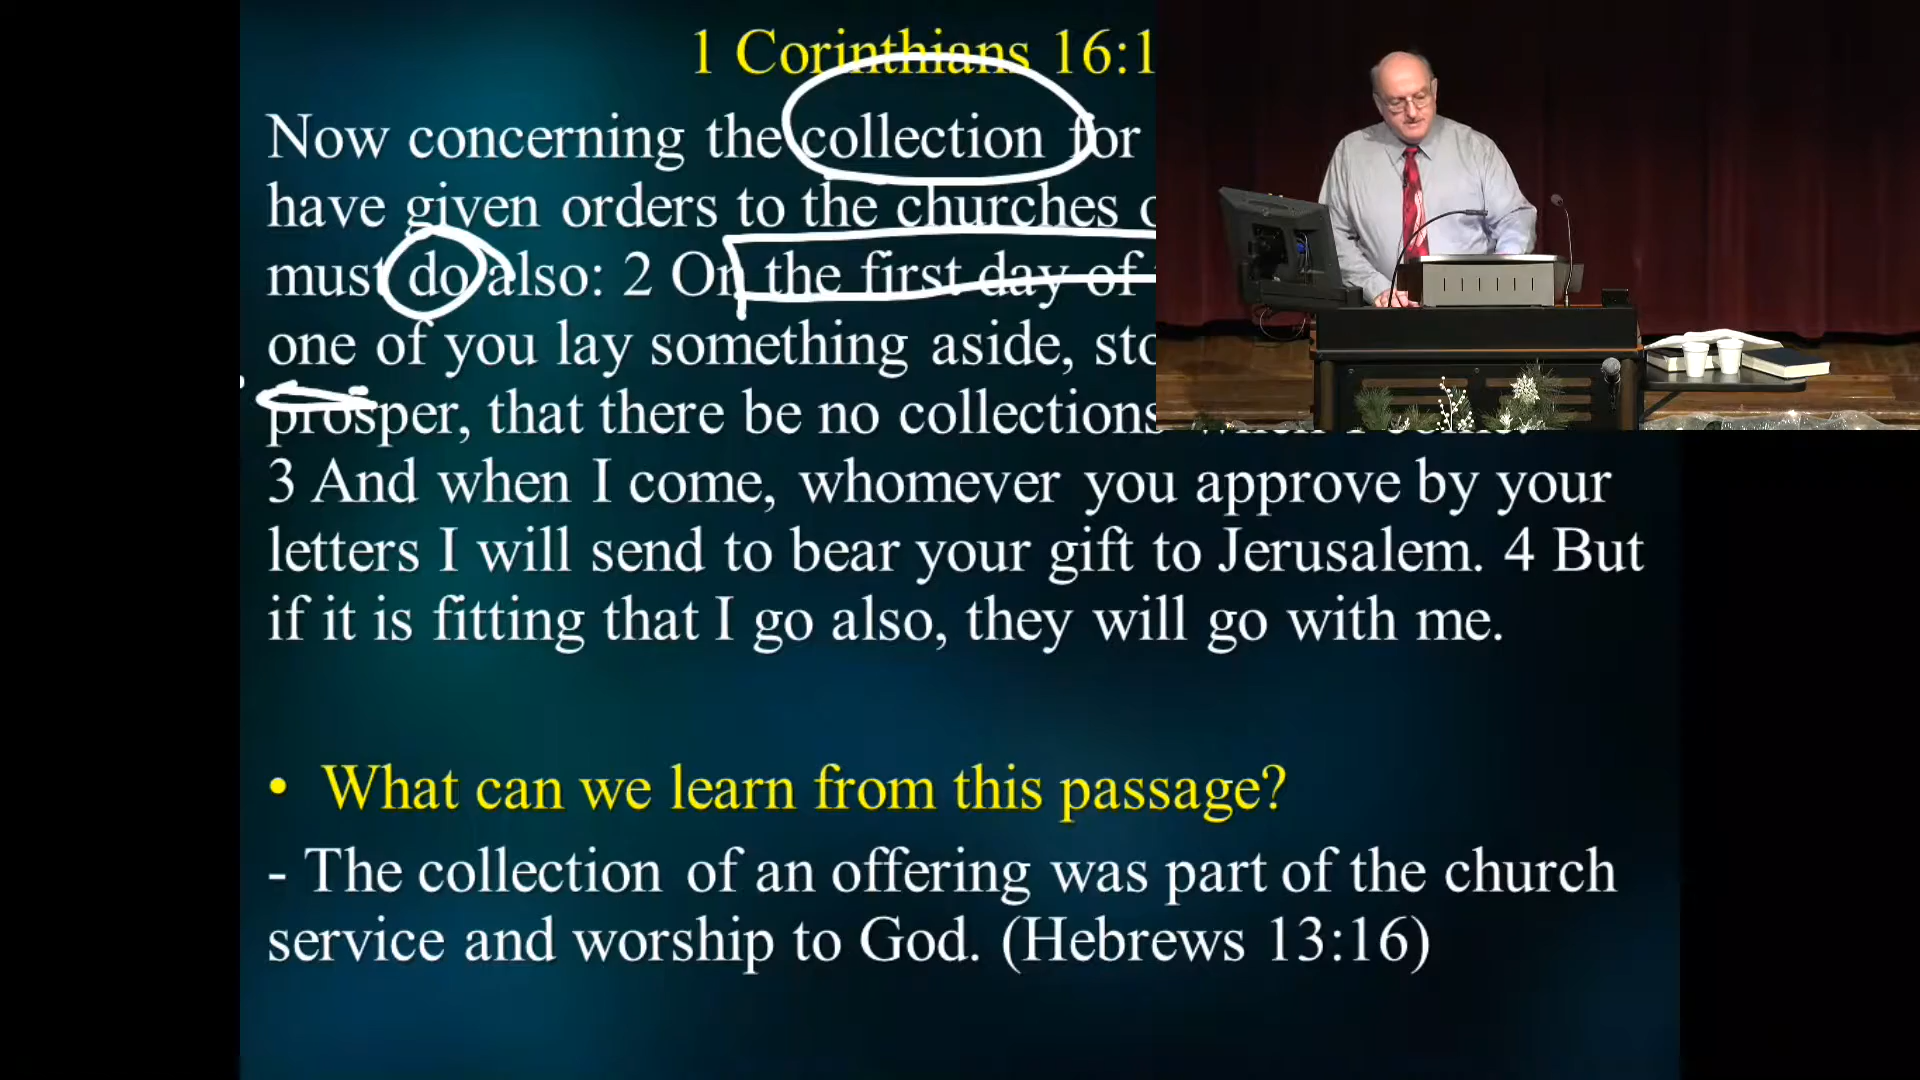 1 Corinthians 16:1
Now concerning the collection for
have given orders to the churches
must do also: 2 On the first day of
one of you lay something aside,
prosper, that there be no collections when I come.
3 And when I come, whomever you approve by your
letters I will send to bear your gift to Jerusalem. 4 But
if it is fitting that I go also, they will go with me.
• What can we learn from this passage?
- The collection of an offering was part of the church
service and worship to God. (Hebrews 13:16)